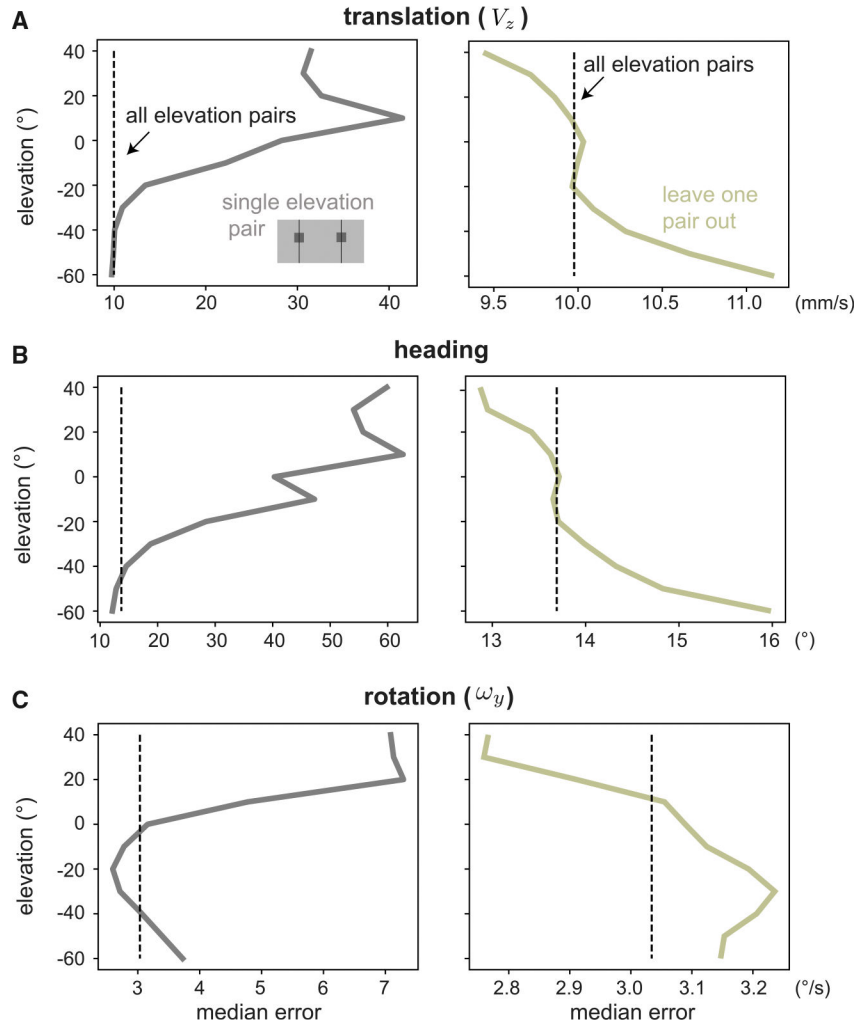 A
translation (V_z)
40
20
0
-20
-40
-60
elevation (°)
all elevation pairs
single elevation
pair
10
20
30
40
all elevation pairs
leave one
pair out
9.5
10.0
10.5
11.0
(mm/s)
B
heading
40
20
0
-20
-40
-60
elevation (°)
10
20
30
40
50
60
13
14
15
16
(°)
C
rotation (ω_y)
40
20
0
-20
-40
-60
elevation (°)
3
4
5
6
7
median error
2.8
2.9
3.0
3.1
3.2
(°/s)
median error